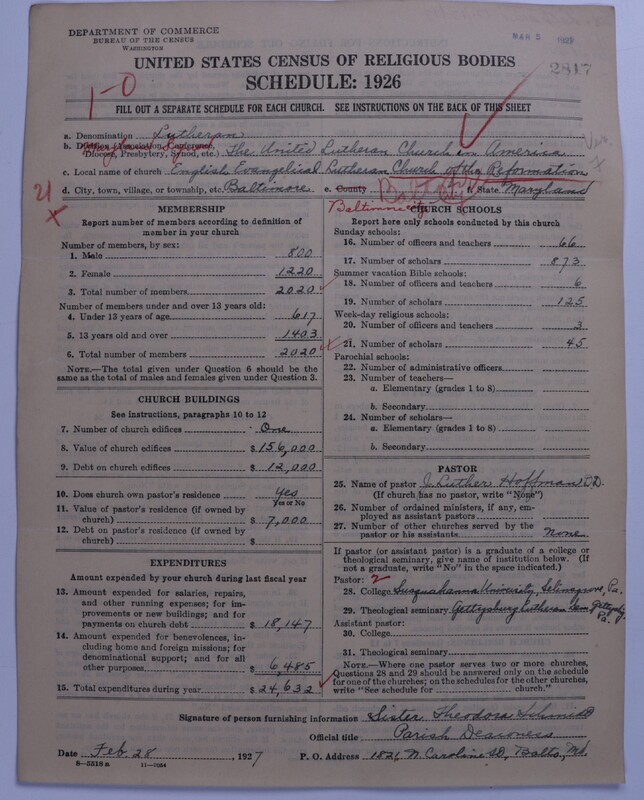 DEPARTMENT OF COMMERCE
BUREAU OF THE CENSUS
WASHINGTON
MAR 5 1927
2817
UNITED STATES CENSUS OF RELIGIOUS BODIES
SCHEDULE: 1926
1-0
FILL OUT A SEPARATE SCHEDULE FOR EACH CHURCH. SEE INSTRUCTIONS ON THE BACK OF THIS SHEET
a. Denomination Lutheran
b. Division (Association, Conference, Diocese, Presbytery, Synod, etc.) The United Lutheran Church in America
c. Local name of church English Evangelical Lutheran Church of the Reformation
d. City, town, village, or township, etc. Baltimore e. County Balt City f. State Maryland
21
x
Baltimore City
MEMBERSHIP
Report number of members according to definition of
member in your church
Number of members, by sex:
1. Male 800
2. Female 1220
3. Total number of members 2020
Number of members under and over 13 years old:
4. Under 13 years of age 617
5. 13 years old and over 1403
6. Total number of members 2020
NOTE.—The total given under Question 6 should be
same as the total of males and females given under Question 3.
CHURCH BUILDINGS
See instructions, paragraphs 10 to 12
7. Number of church edifices One
8. Value of church edifices $156,000
9. Debt on church edifices $12,000
10. Does church own pastor's residence Yes
Yes or No
11. Value of pastor's residence (if owned by
church) $7,000
12. Debt on pastor's residence (if owned by
church) $
EXPENDITURES
Amount expended by your church during last fiscal year
13. Amount expended for salaries, repairs,
and other running expenses; for im-
provements or new buildings; and for
payments on church debt $18,147
14. Amount expended for benevolences, in-
cluding home and foreign missions; for
denominational support; and for all
other purposes $6,485
15. Total expenditures during year $24,632
CHURCH SCHOOLS
Report here only schools conducted by this church
Sunday schools:
16. Number of officers and teachers 66
17. Number of scholars 873
Summer vacation Bible schools:
18. Number of officers and teachers 6
19. Number of scholars 125
Week-day religious schools:
20. Number of officers and teachers 3
21. Number of scholars 45
Parochial schools:
22. Number of administrative officers
23. Number of teachers—
a. Elementary (grades 1 to 8)
b. Secondary
24. Number of scholars—
a. Elementary (grades 1 to 8)
b. Secondary
PASTOR
25. Name of pastor J. Luther Hoffman D.D.
(If church has no pastor, write "None")
26. Number of ordained ministers, if any, em-
ployed as assistant pastors
27. Number of other churches served by the
pastor or his assistants None
If pastor (or assistant pastor) is a graduate of a college or
theological seminary, give name of institution below. (If
not a graduate, write "No" in the space indicated.)
Pastor: 2
28. College Susquehanna University, Selinsgrove, Pa.
29. Theological seminary Gettysburg Lutheran Sem. Gettysburg Pa.
Assistant pastor:
30. College
31. Theological seminary
NOTE.—Where one pastor serves two or more churches,
Questions 28 and 29 should be answered only on the schedule
for one of the churches; on the schedules for the other churches,
write "See schedule for church."
Signature of person furnishing information Sister Theodora Schmidt
Official title Parish Deaconess
Date Feb. 28, 1927 P. O. Address 1821 N. Caroline St, Balto, Md.
8-5518a 11-7084